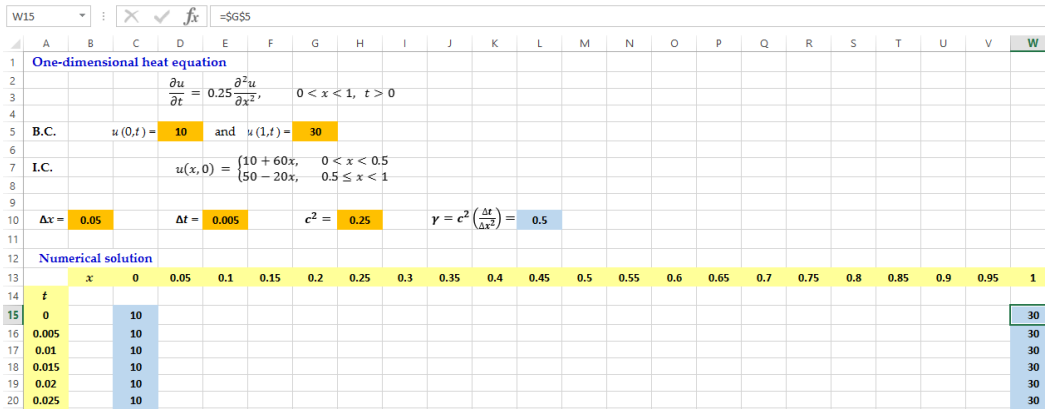 W15 fx =$G$5
A B C D E F G H I J K L M N O P Q R S T U V W
1 One-dimensional heat equation
2
3 ∂u/∂t = 0.25 ∂²u/∂x², 0 < x < 1, t > 0
4
5 B.C. u (0,t) = 10 and u (1,t) = 30
6
7 I.C. u(x, 0) = {10 + 60x, 0 < x < 0.5
50 − 20x, 0.5 ≤ x < 1
8
9
10 Δx = 0.05 Δt = 0.005 c² = 0.25 γ = c² (Δt/Δx²) = 0.5
11
12 Numerical solution
13 x 0 0.05 0.1 0.15 0.2 0.25 0.3 0.35 0.4 0.45 0.5 0.55 0.6 0.65 0.7 0.75 0.8 0.85 0.9 0.95 1
14 t
15 0 10 30
16 0.005 10 30
17 0.01 10 30
18 0.015 10 30
19 0.02 10 30
20 0.025 10 30